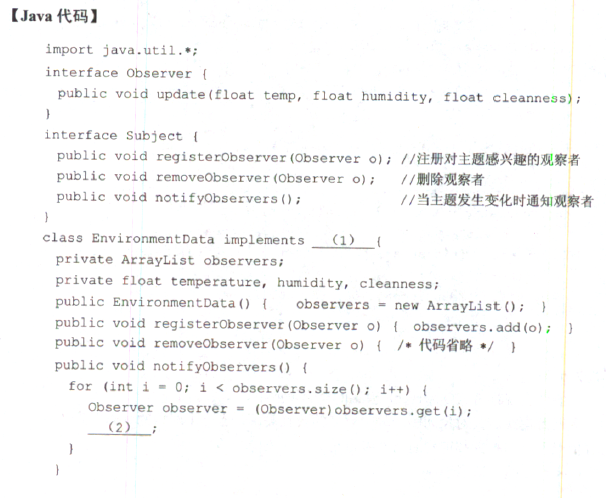 【Java 代码】
import java.util.*;
interface Observer {
public void update(float temp, float humidity, float cleanness);
}
interface Subject {
public void registerObserver(Observer o); //注册对主题感兴趣的观察者
public void removeObserver(Observer o); //删除观察者
public void notifyObservers(); //当主题发生变化时通知观察者
}
class EnvironmentData implements (1) {
private ArrayList observers;
private float temperature, humidity, cleanness;
public EnvironmentData() { observers = new ArrayList(); }
public void registerObserver(Observer o) { observers.add(o); }
public void removeObserver(Observer o) { /* 代码省略 */ }
public void notifyObservers() {
for (int i = 0; i < observers.size(); i++) {
Observer observer = (Observer)observers.get(i);
(2) ;
}
}